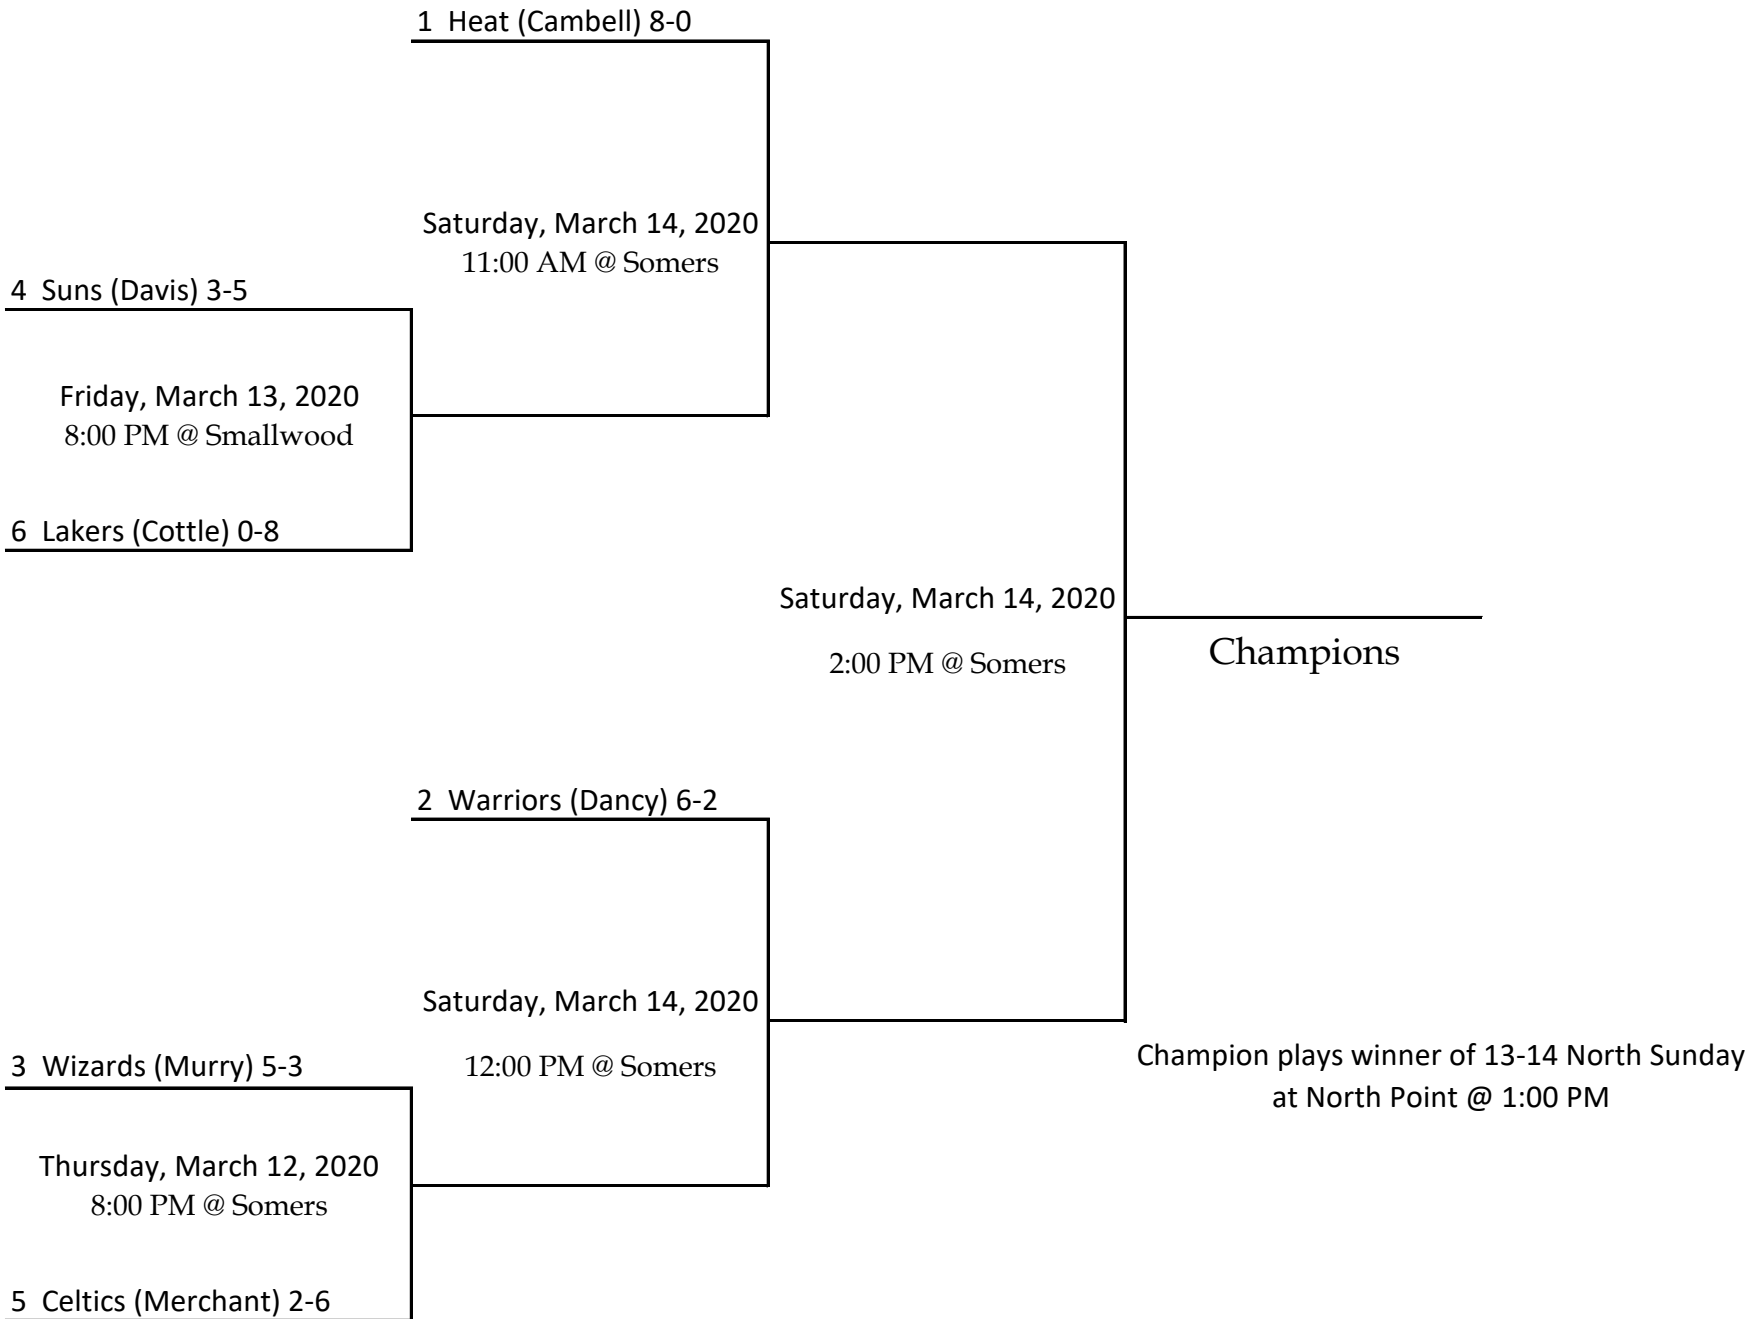 1 Heat (Cambell) 8-0
Saturday, March 14, 2020
11:00 AM @ Somers
4 Suns (Davis) 3-5
Friday, March 13, 2020
8:00 PM @ Smallwood
6 Lakers (Cottle) 0-8
Saturday, March 14, 2020
2:00 PM @ Somers
Champions
2 Warriors (Dancy) 6-2
Saturday, March 14, 2020
12:00 PM @ Somers
3 Wizards (Murry) 5-3
Champion plays winner of 13-14 North Sunday
at North Point @ 1:00 PM
Thursday, March 12, 2020
8:00 PM @ Somers
5 Celtics (Merchant) 2-6